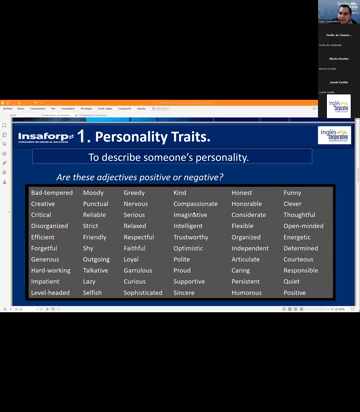 Insaforp
1. Personality Traits.
Inglés
Corporativo
To describe someone's personality.
Are these adjectives positive or negative?
Bad-tempered Moody Greedy Kind Honest Funny
Creative Punctual Nervous Compassionate Honorable Clever
Critical Reliable Serious Imaginative Considerate Thoughtful
Disorganized Strict Relaxed Intelligent Flexible Open-minded
Efficient Friendly Respectful Trustworthy Organized Energetic
Forgetful Shy Faithful Optimistic Independent Determined
Generous Outgoing Loyal Polite Articulate Courteous
Hard-working Talkative Garrulous Proud Caring Responsible
Impatient Lazy Curious Supportive Persistent Quiet
Level-headed Selfish Sophisticated Sincere Humorous Positive